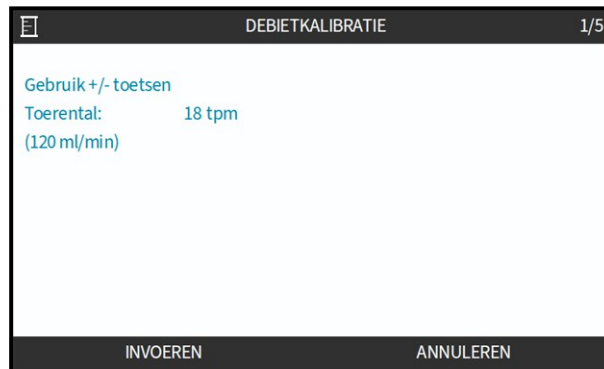 DEBIETKALIBRATIE 1/5
Gebruik +/- toetsen
Toerental: 18 tpm
(120 ml/min)
INVOEREN ANNULEREN